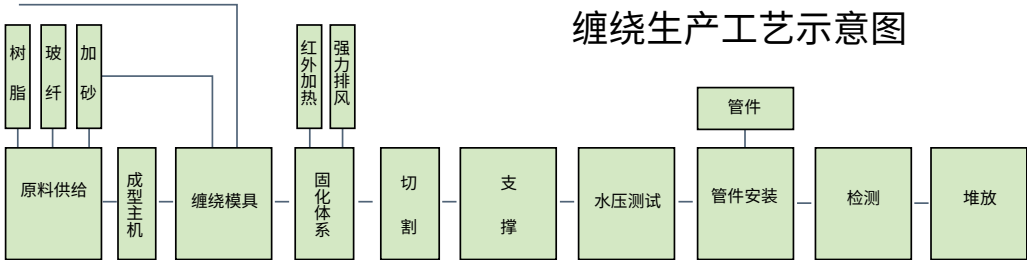 缠绕生产工艺示意图
树脂
玻纤
加砂
红外加热
强力排风
管件
原料供给
成型主机
缠绕模具
固化体系
切割
支撑
水压测试
管件安装
检测
堆放